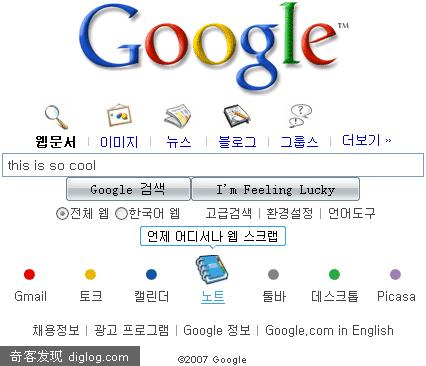 Google™
웹문서 이미지 뉴스 블로그 그룹스 더보기 »
this is so cool
Google 검색 I'm Feeling Lucky
전체 웹 한국어 웹 고급검색 | 환경설정 | 언어도구
언제 어디서나 웹 스크랩
Gmail 토크 캘린더 노트 툴바 데스크톱 Picasa
채용정보 | 광고 프로그램 | Google 정보 | Google.com in English
奇客发现 diglog.com ©2007 Google